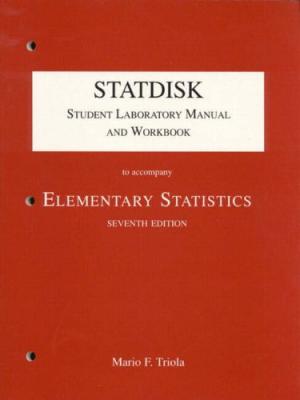 STATDISK
STUDENT LABORATORY MANUAL
AND WORKBOOK
to accompany
ELEMENTARY STATISTICS
SEVENTH EDITION
Mario F. Triola